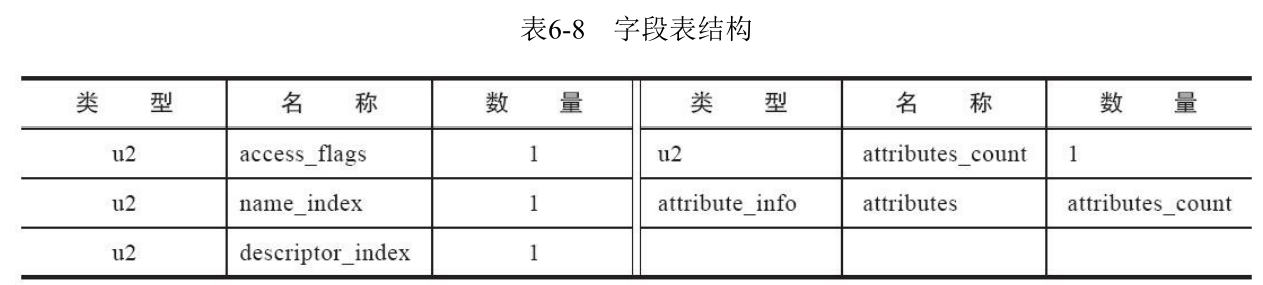 表6-8 字段表结构
类 型 名 称 数 量 类 型 名 称 数 量
u2 access_flags 1 u2 attributes_count 1
u2 name_index 1 attribute_info attributes attributes_count
u2 descriptor_index 1